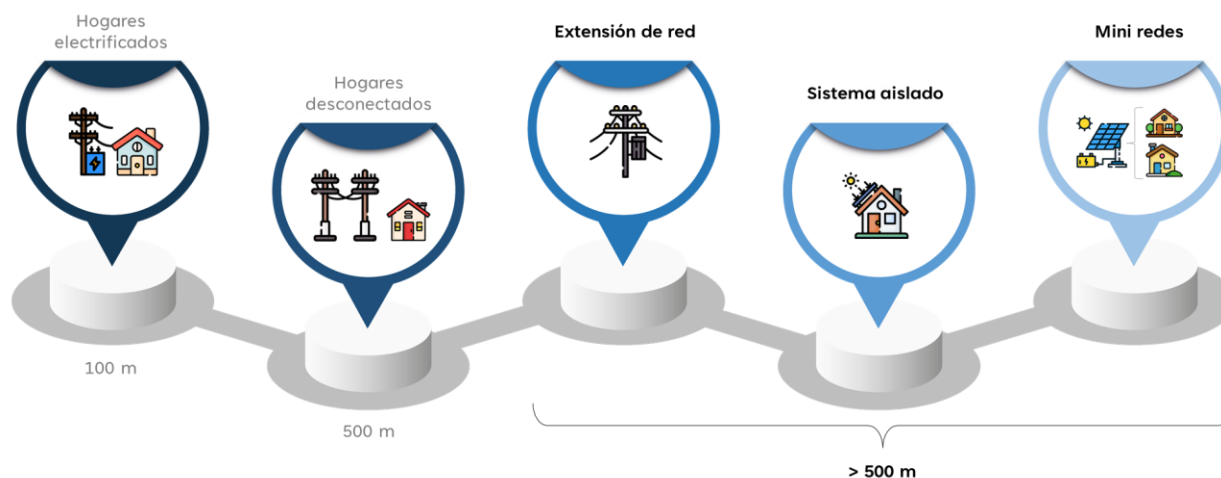 Hogares
electrificados
Hogares
desconectados
Extensión de red
Sistema aislado
Mini redes
100 m
500 m
> 500 m